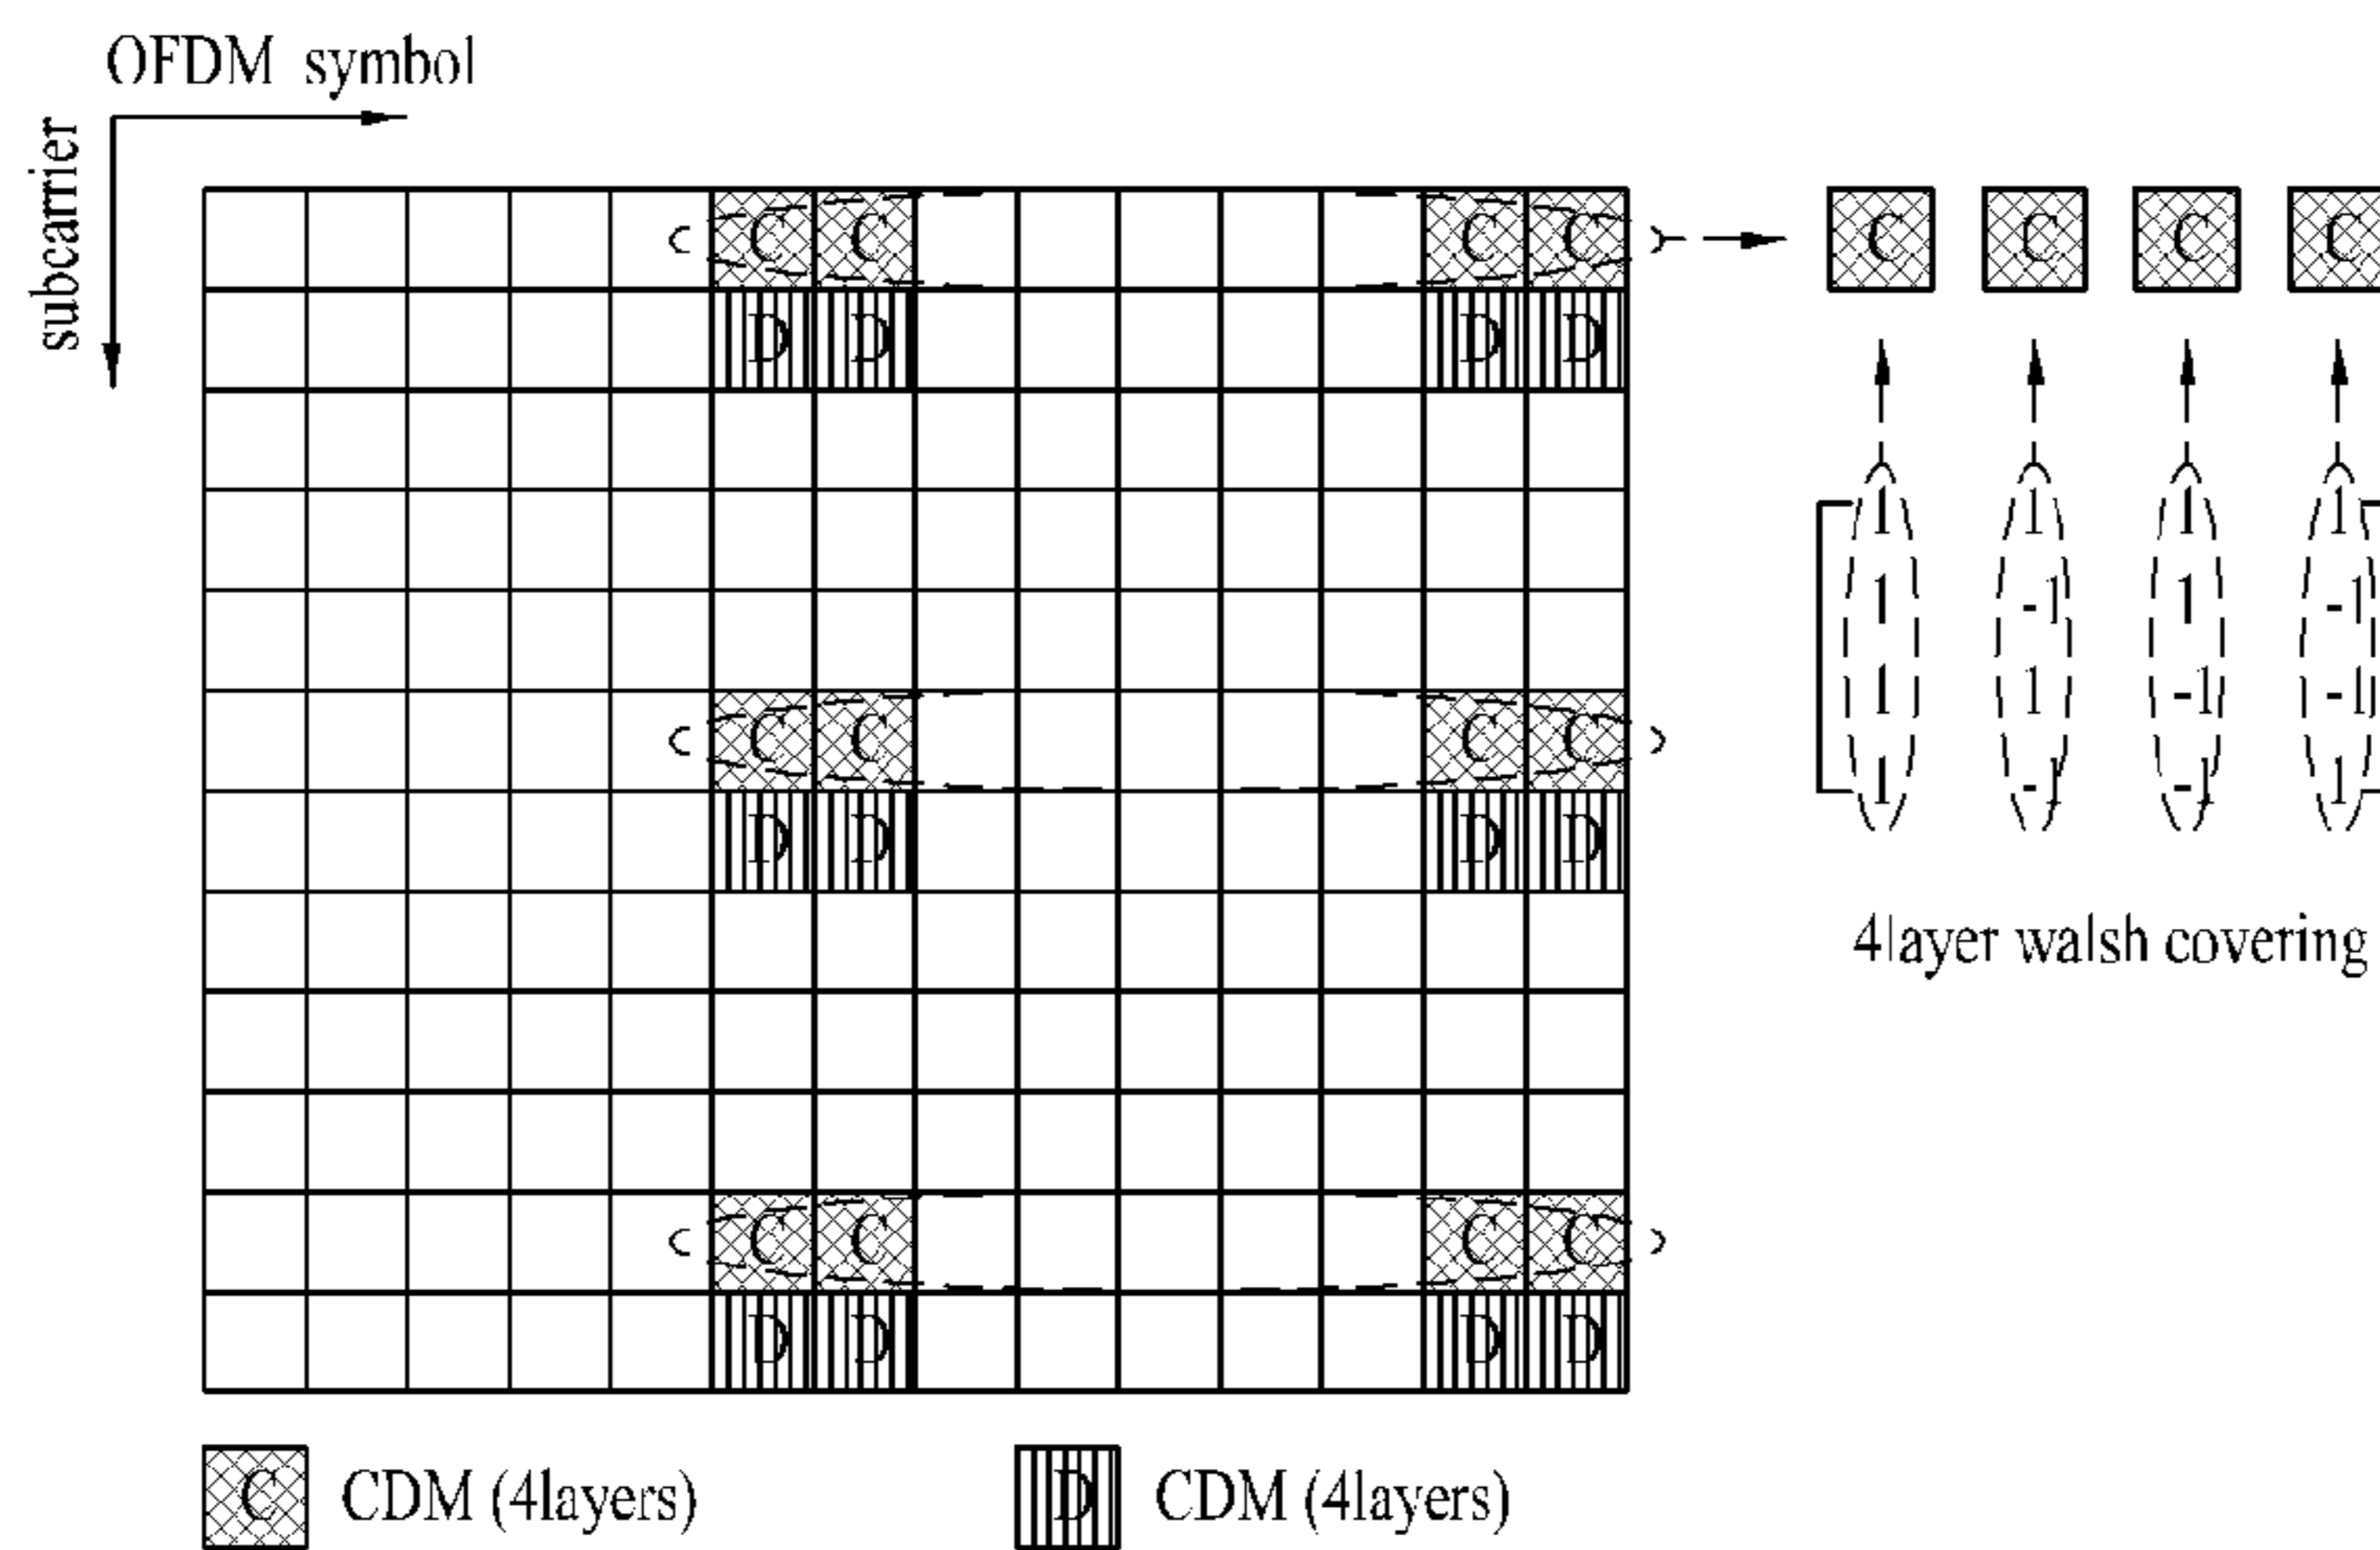 OFDM symbol
subcarrier
C C C C C C C C
D D D D
1 1 1 1
1 -1 1 -1
1 1 -1 -1
1 -1 -1 1
C C C C
D D D D
4layer walsh covering
C C C C
D D D D
C CDM (4layers) D CDM (4layers)